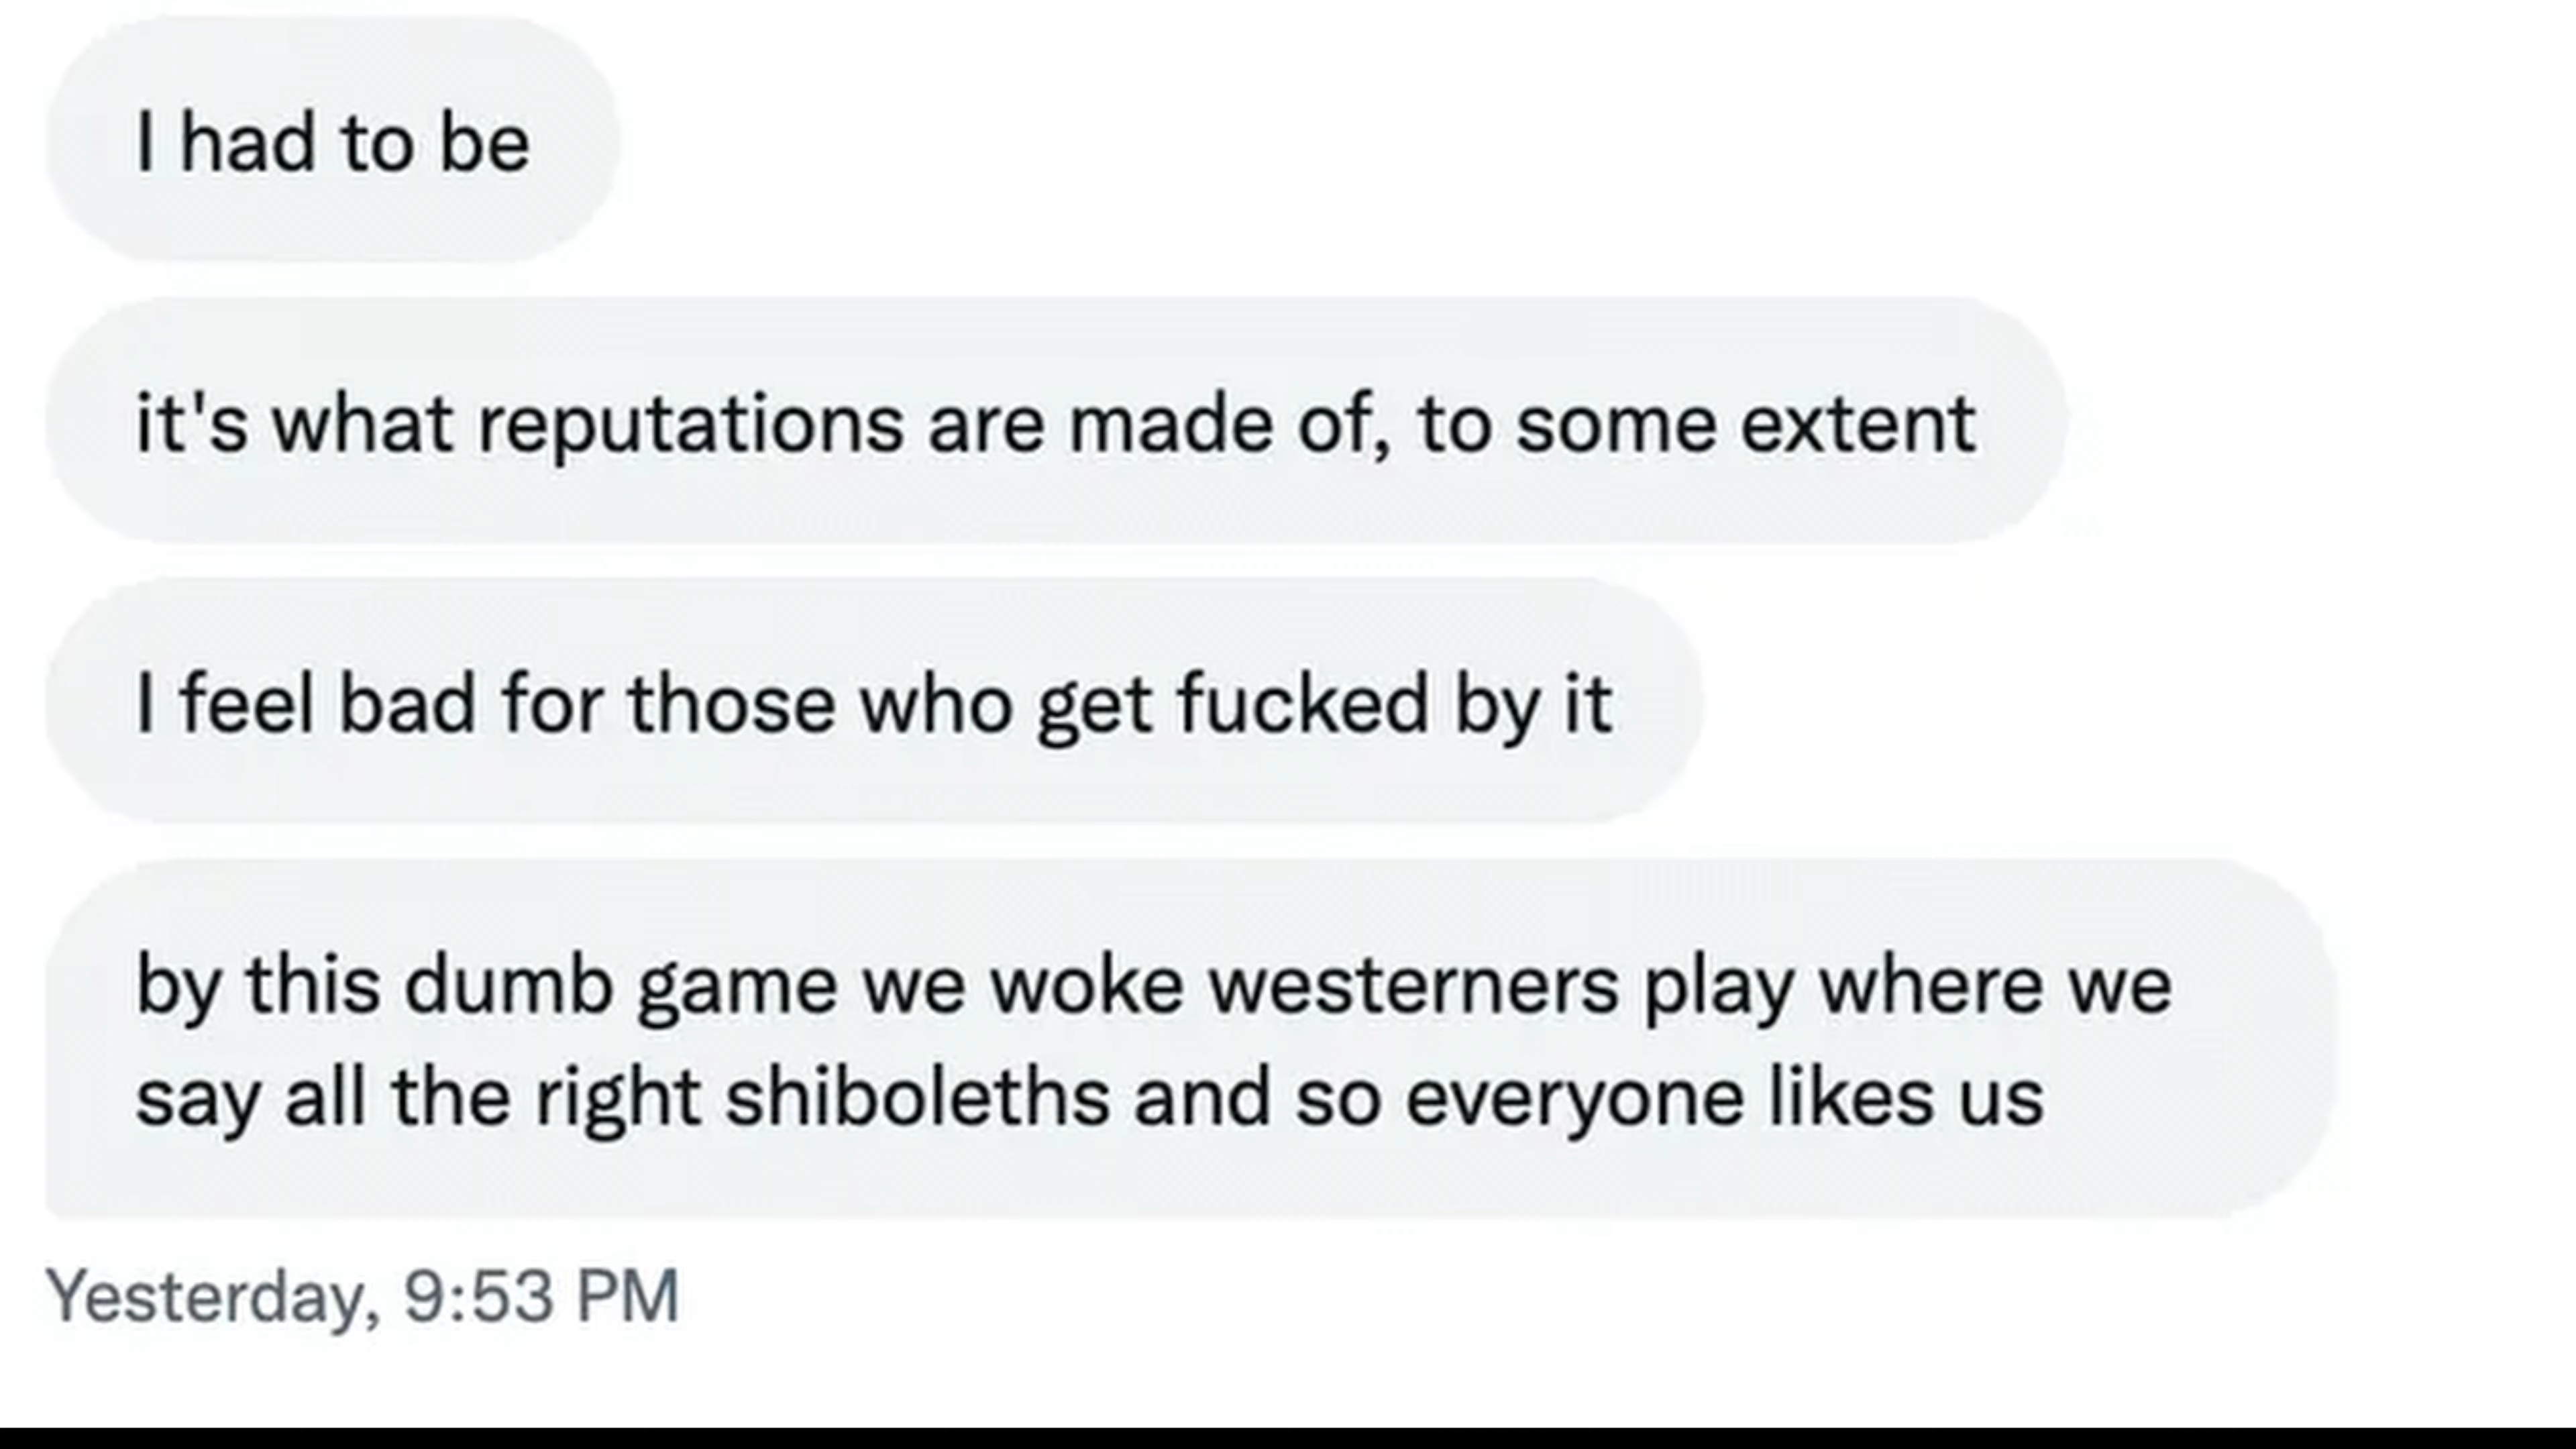 I had to be
it's what reputations are made of, to some extent
I feel bad for those who get fucked by it
by this dumb game we woke westerners play where we
say all the right shiboleths and so everyone likes us
Yesterday, 9:53 PM